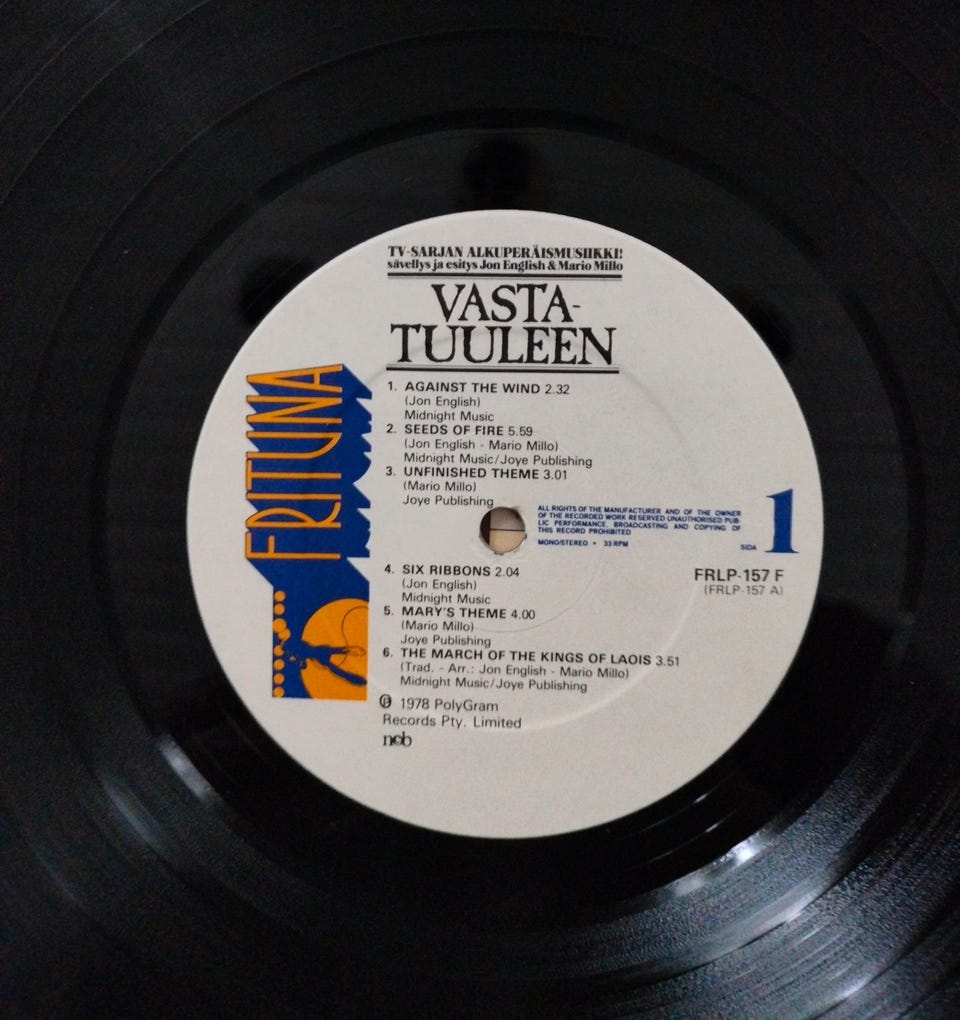 TV-SARJAN ALKUPERÄISMUSIIKKI!
sävellys ja esitys Jon English & Mario Millo
VASTA-
TUULEEN
FRITUNA
1. AGAINST THE WIND 2.32
(Jon English)
Midnight Music
2. SEEDS OF FIRE 5.59
(Jon English - Mario Millo)
Midnight Music/Joye Publishing
3. UNFINISHED THEME 3.01
(Mario Millo)
Joye Publishing
ALL RIGHTS OF THE MANUFACTURER AND OF THE OWNER
OF THE RECORDED WORK RESERVED UNAUTHORISED PUB-
LIC PERFORMANCE, BROADCASTING AND COPYING OF
THIS RECORD PROHIBITED
MONO/STEREO • 33 RPM
SIDA 1
FRLP-157 F
(FRLP-157 A)
4. SIX RIBBONS 2.04
(Jon English)
Midnight Music
5. MARY'S THEME 4.00
(Mario Millo)
Joye Publishing
6. THE MARCH OF THE KINGS OF LAOIS 3.51
(Trad. - Arr.: Jon English - Mario Millo)
Midnight Music/Joye Publishing
℗ 1978 PolyGram
Records Pty. Limited
ncb